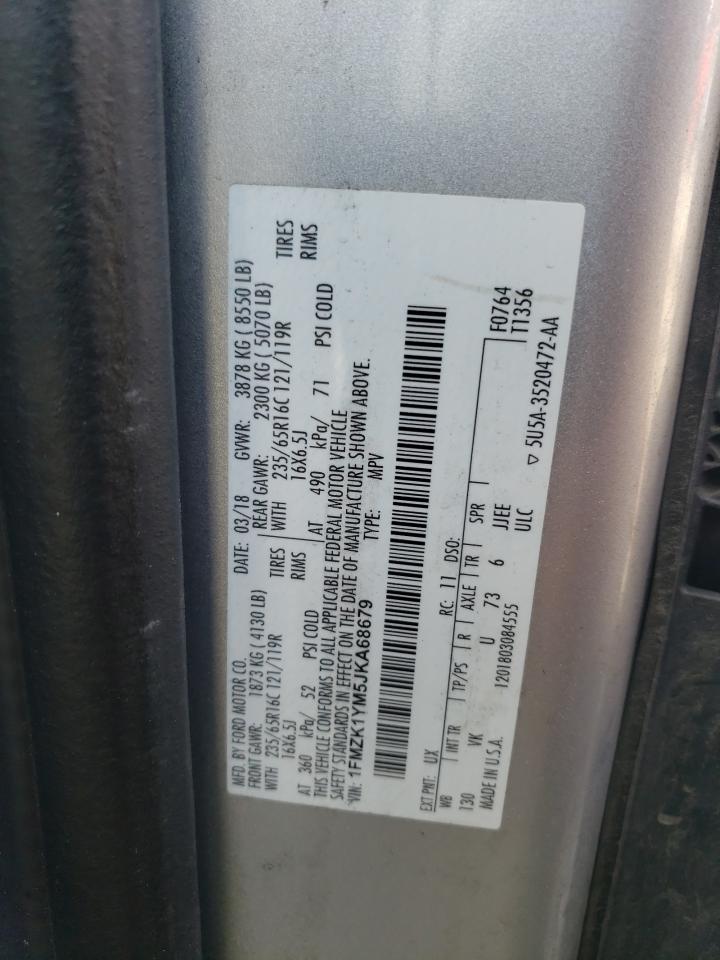 MFD. BY FORD MOTOR CO.
DATE: 03/18 GVWR: 3878 KG ( 8550 LB)
FRONT GAWR: 1873 KG ( 4130 LB) REAR GAWR: 2300 KG ( 5070 LB)
WITH 235/65R16C 121/119R TIRES WITH 235/65R16C 121/119R TIRES
16X6.5J RIMS 16X6.5J RIMS
AT 360 kPa/ 52 PSI COLD AT 490 kPa/ 71 PSI COLD
THIS VEHICLE CONFORMS TO ALL APPLICABLE FEDERAL MOTOR VEHICLE
SAFETY STANDARDS IN EFFECT ON THE DATE OF MANUFACTURE SHOWN ABOVE.
VIN: 1FMZK1YM5JKA68679 TYPE: MPV
EXT PNT: UX RC: 11 DSO:
WB INT TR TP/PS R AXLE TR SPR F0764
130 VK U 73 6 JJEE T1356
MADE IN U.S.A. 1201803084555 ULC
▽ 5U5A-3520472-AA